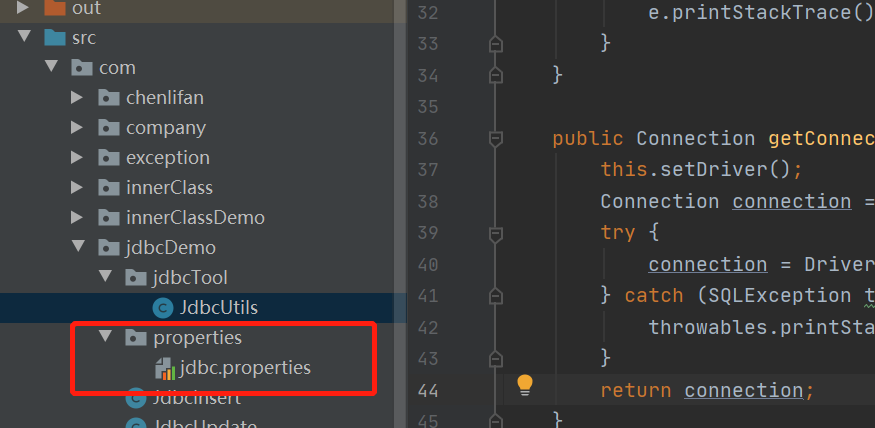 out
src
com
chenlifan
company
exception
innerClass
innerClassDemo
jdbcDemo
jdbcTool
JdbcUtils
properties
jdbc.properties
JdbcInsert
JdbcUpdate
32 e.printStackTrace()
33 }
34 }
35
36 public Connection getConnec
37 this.setDriver();
38 Connection connection =
39 try {
40 connection = Driver
41 } catch (SQLException t
42 throwables.printSta
43 }
44 return connection;
45 }